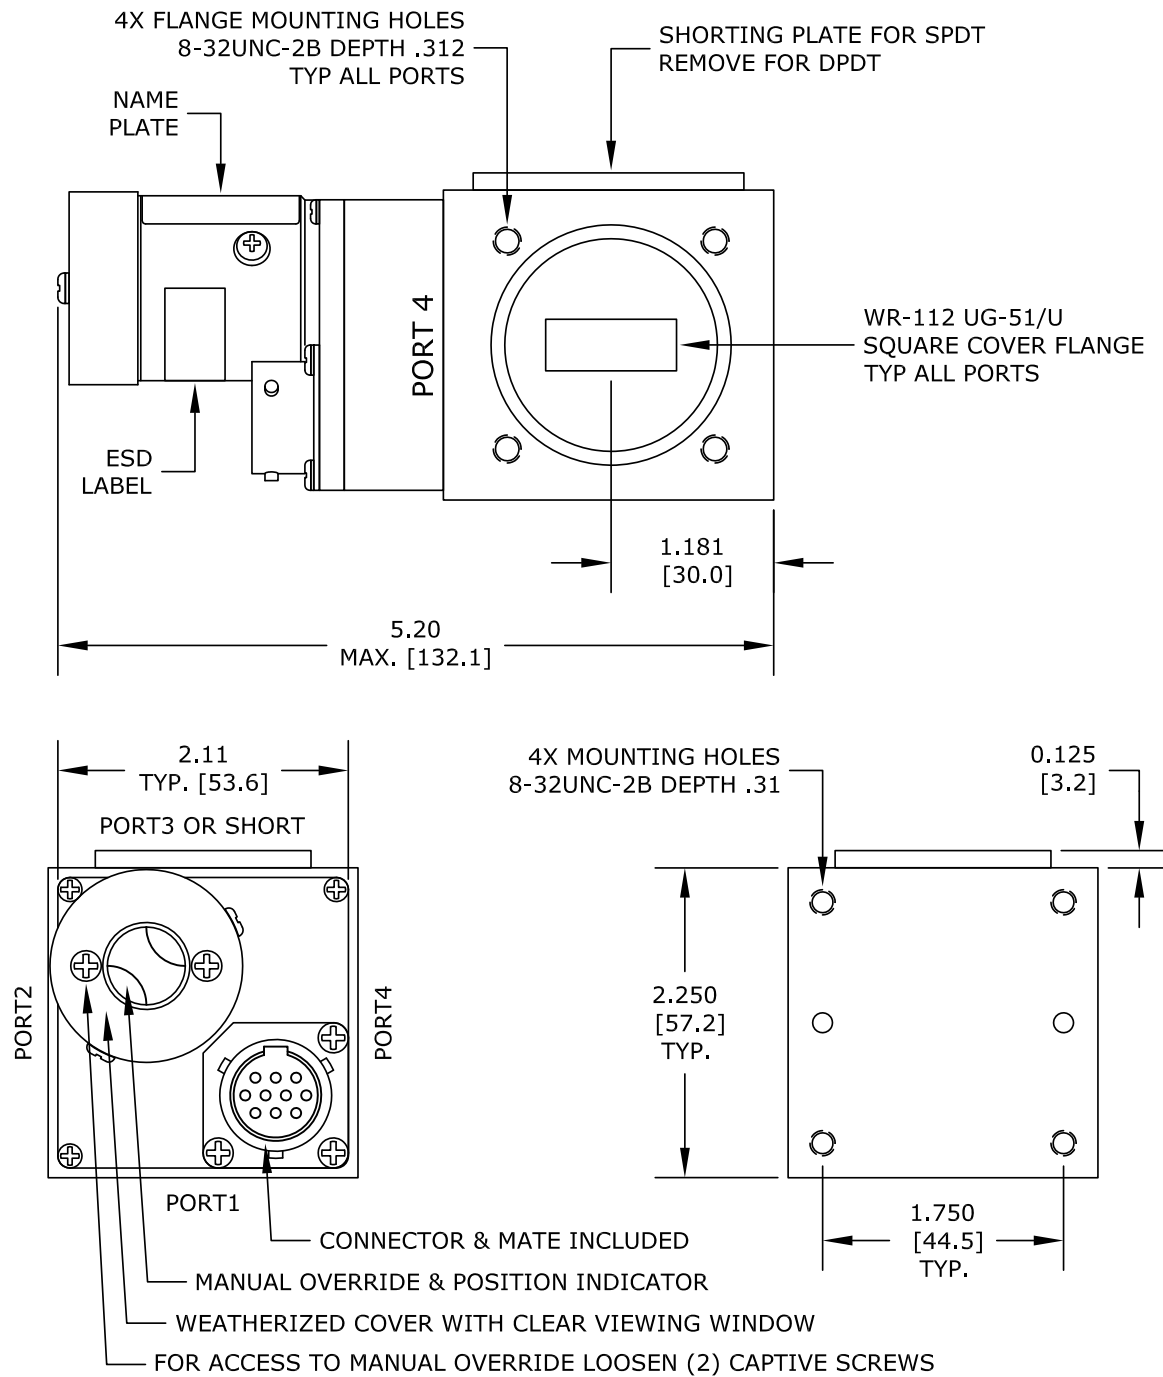 4X FLANGE MOUNTING HOLES
8-32UNC-2B DEPTH .312
TYP ALL PORTS
SHORTING PLATE FOR SPDT
REMOVE FOR DPDT
NAME
PLATE
PORT 4
WR-112 UG-51/U
SQUARE COVER FLANGE
TYP ALL PORTS
ESD
LABEL
1.181
[30.0]
5.20
MAX. [132.1]
2.11
TYP. [53.6]
PORT3 OR SHORT
PORT2
PORT4
PORT1
4X MOUNTING HOLES
8-32UNC-2B DEPTH .31
0.125
[3.2]
2.250
[57.2]
TYP.
1.750
[44.5]
TYP.
CONNECTOR & MATE INCLUDED
MANUAL OVERRIDE & POSITION INDICATOR
WEATHERIZED COVER WITH CLEAR VIEWING WINDOW
FOR ACCESS TO MANUAL OVERRIDE LOOSEN (2) CAPTIVE SCREWS